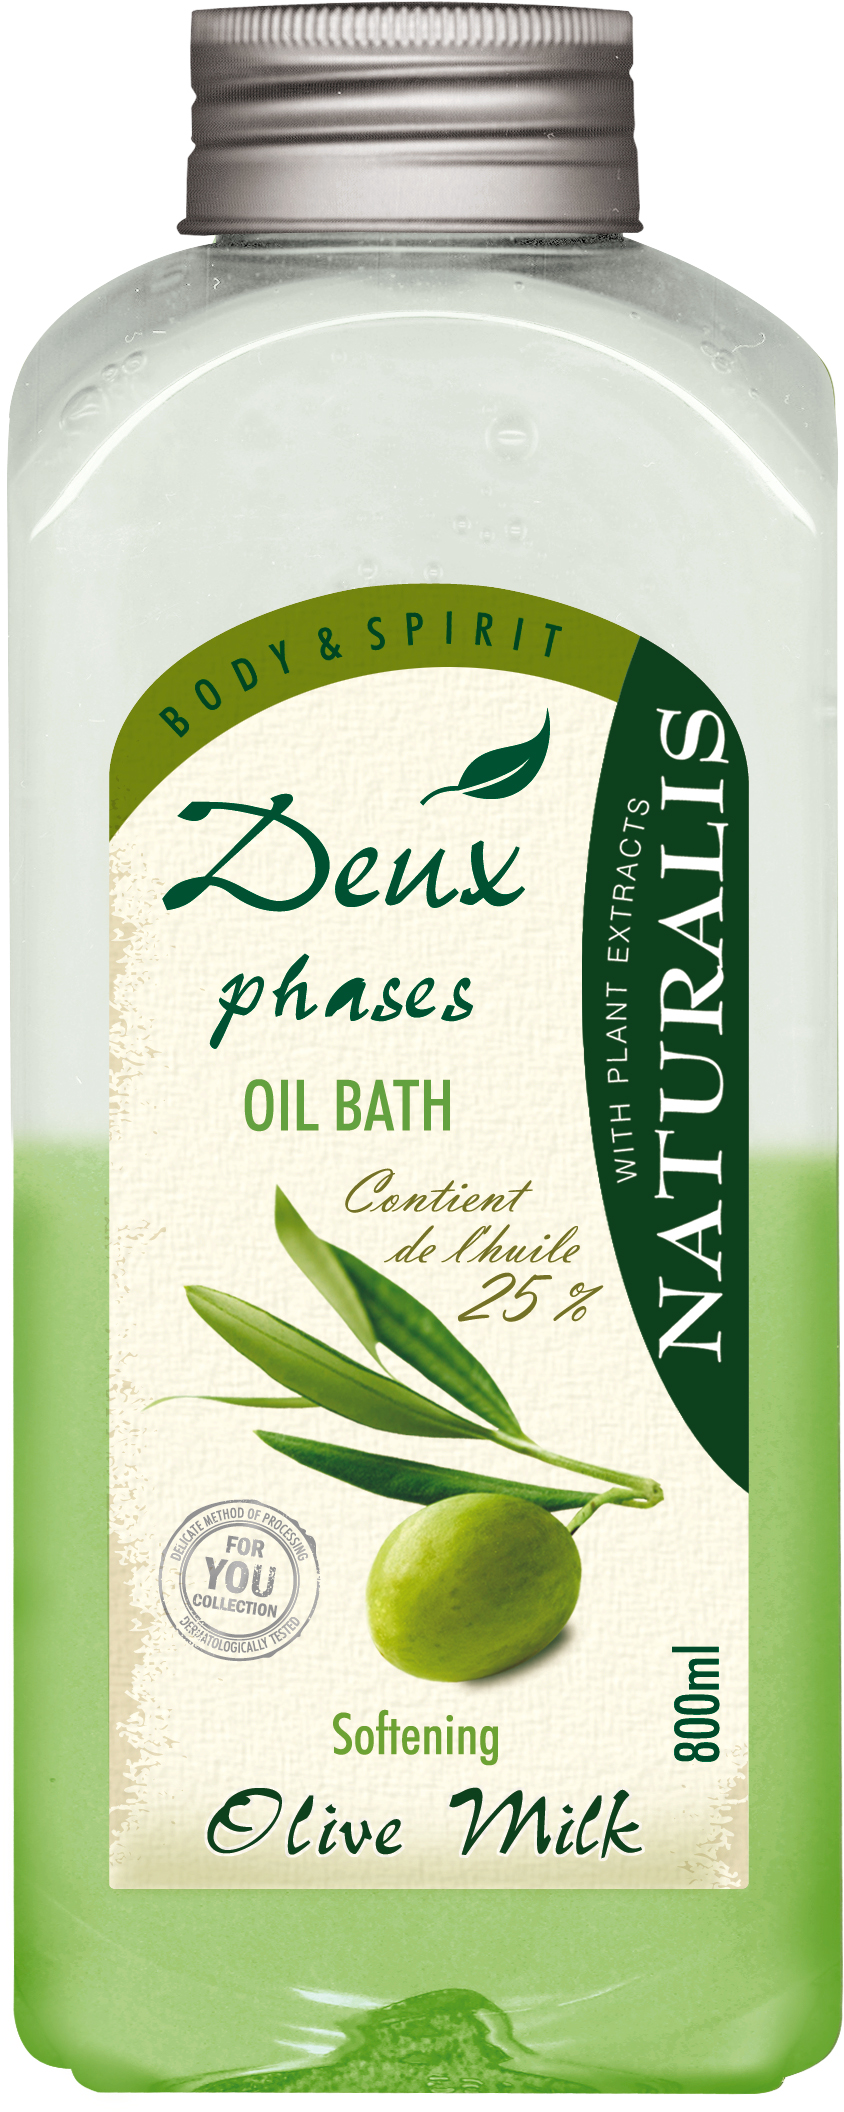 BODY & SPIRIT
Deux
phases
OIL BATH
Contient
de l'huile
25 %
WITH PLANT EXTRACTS
NATURALIS
DELICATE METHOD OF PROCESSING
FOR
YOU
COLLECTION
DERMATOLOGICALLY TESTED
800ml
Softening
Olive Milk